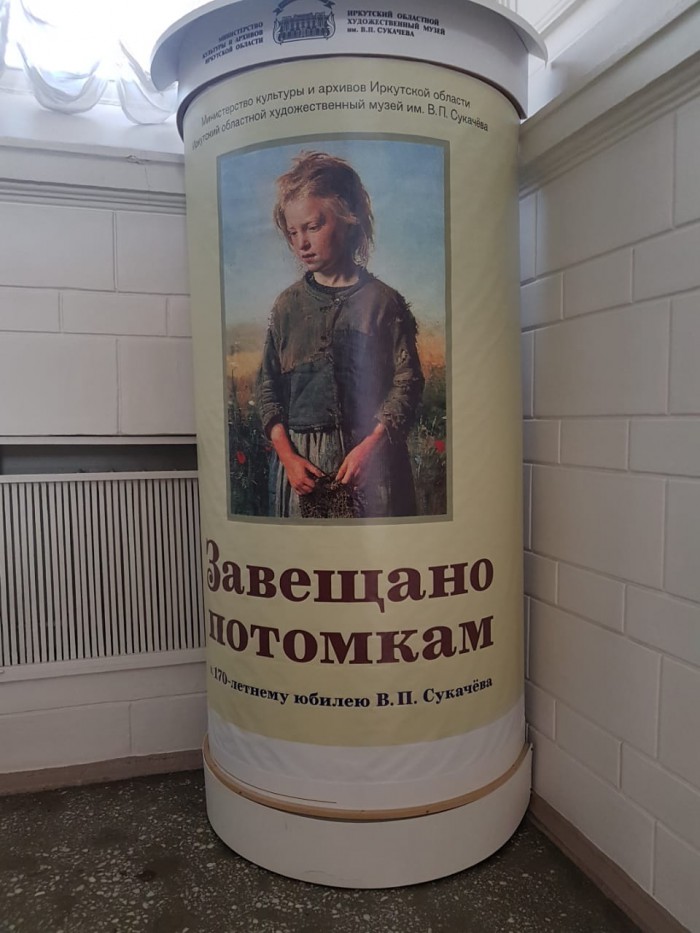 МИНИСТЕРСТВО
КУЛЬТУРЫ И АРХИВОВ
ИРКУТСКОЙ ОБЛАСТИ
ИРКУТСКИЙ ОБЛАСТНОЙ
ХУДОЖЕСТВЕННЫЙ МУЗЕЙ
им. В.П. СУКАЧЕВА
Министерство культуры и архивов Иркутской области
Иркутский областной художественный музей им. В.П. Сукачёва
Завещано
потомкам
к 170-летнему юбилею В.П. Сукачёва